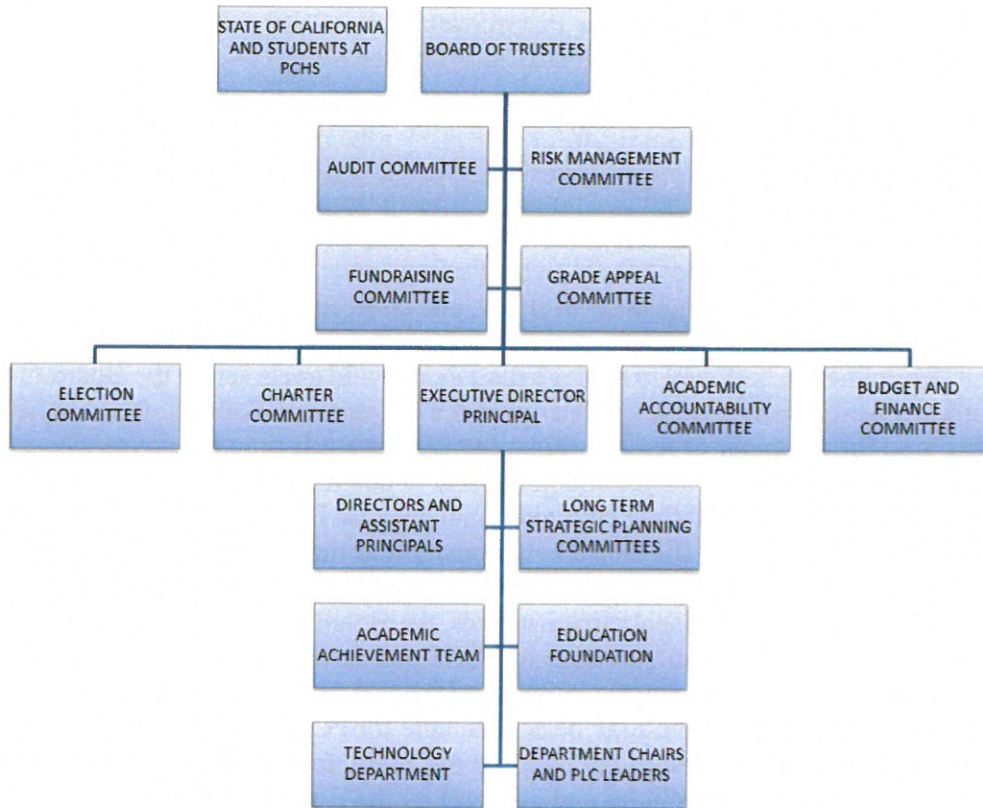 STATE OF CALIFORNIA
AND STUDENTS AT
PCHS
BOARD OF TRUSTEES
AUDIT COMMITTEE
RISK MANAGEMENT
COMMITTEE
FUNDRAISING
COMMITTEE
GRADE APPEAL
COMMITTEE
ELECTION
COMMITTEE
CHARTER
COMMITTEE
EXECUTIVE DIRECTOR
PRINCIPAL
ACADEMIC
ACCOUNTABILITY
COMMITTEE
BUDGET AND
FINANCE
COMMITTEE
DIRECTORS AND
ASSISTANT
PRINCIPALS
LONG TERM
STRATEGIC PLANNING
COMMITTEES
ACADEMIC
ACHIEVEMENT TEAM
EDUCATION
FOUNDATION
TECHNOLOGY
DEPARTMENT
DEPARTMENT CHAIRS
AND PLC LEADERS